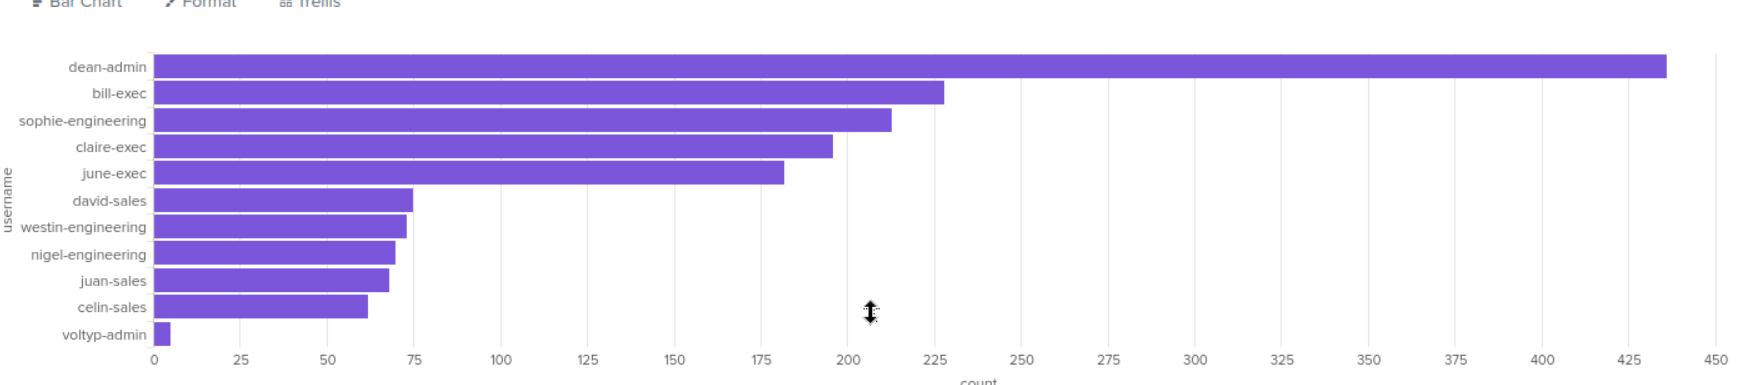 Bar Chart Format Trellis
dean-admin
bill-exec
sophie-engineering
claire-exec
june-exec
david-sales
westin-engineering
nigel-engineering
juan-sales
celin-sales
voltyp-admin
username
0 25 50 75 100 125 150 175 200 225 250 275 300 325 350 375 400 425 450
count